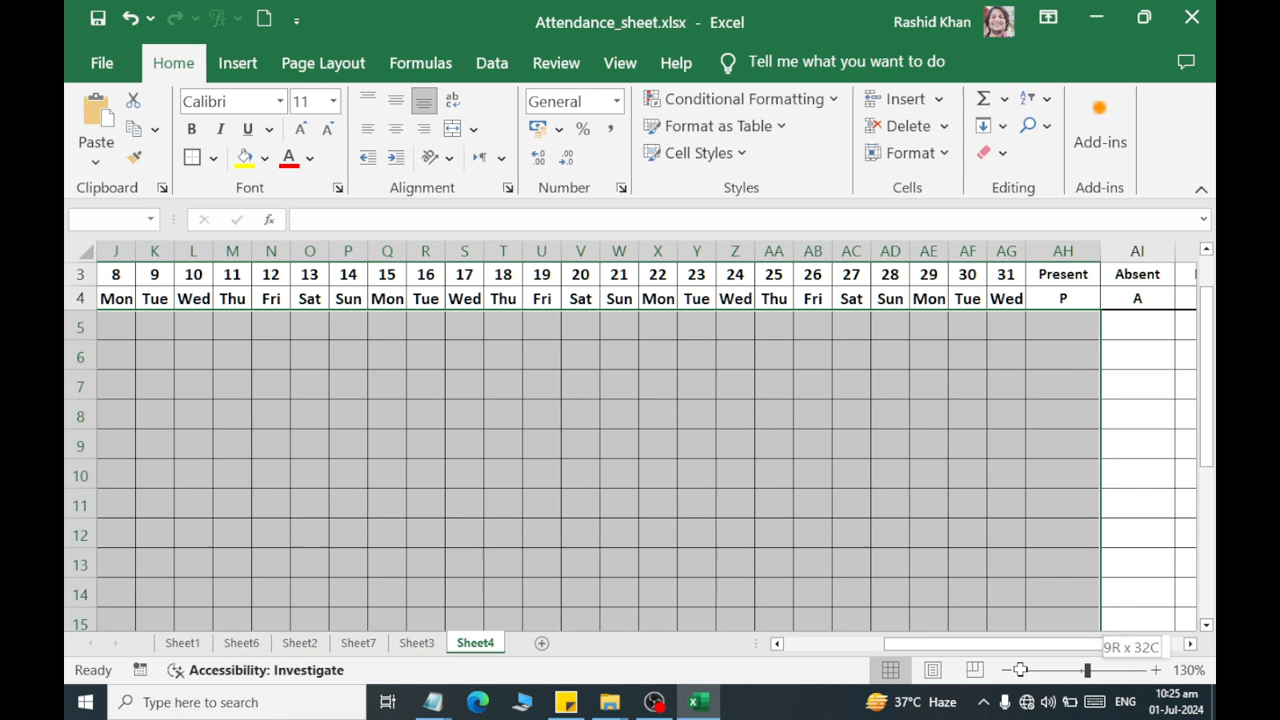 Attendance_sheet.xlsx - Excel
Rashid Khan
File Home Insert Page Layout Formulas Data Review View Help Tell me what you want to do
Paste
Calibri 11
B I U A A A
ab
c
General
% ,
Conditional Formatting
Format as Table
Cell Styles
Insert
Delete
Format
Add-ins
Clipboard Font Alignment Number Styles Cells Editing Add-ins
fx
J K L M N O P Q R S T U V W X Y Z AA AB AC AD AE AF AG AH AI
3 8 9 10 11 12 13 14 15 16 17 18 19 20 21 22 23 24 25 26 27 28 29 30 31 Present Absent
4 Mon Tue Wed Thu Fri Sat Sun Mon Tue Wed Thu Fri Sat Sun Mon Tue Wed Thu Fri Sat Sun Mon Tue Wed P A
5
6
7
8
9
10
11
12
13
14
15
Sheet1 Sheet6 Sheet2 Sheet7 Sheet3 Sheet4
9R x 32C
Ready Accessibility: Investigate 130%
Type here to search
37°C Haze
ENG
10:25 am
01-Jul-2024